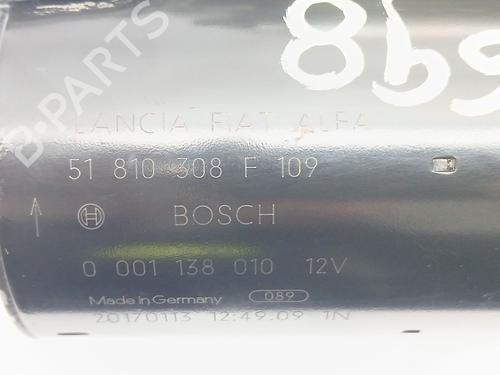 B-PARTS
LANCIA FIAT ALFA
51 810 308 F 109
BOSCH
0 001 138 010 12V
Made in Germany 089
20170113 12:49:09 1N